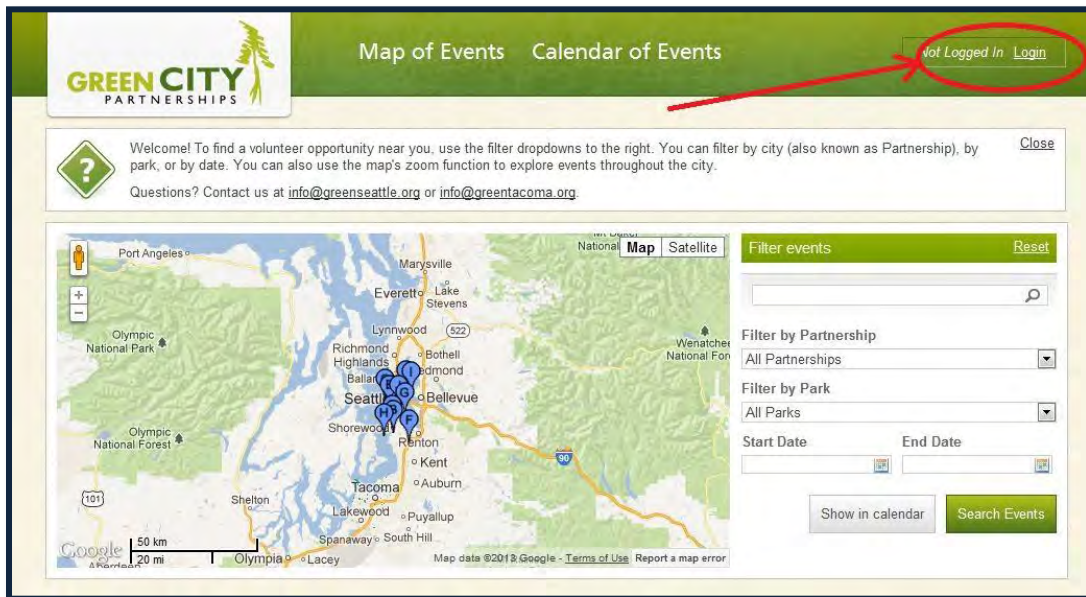 GREEN CITY
PARTNERSHIPS
Map of Events Calendar of Events
Not Logged In Login
?
Welcome! To find a volunteer opportunity near you, use the filter dropdowns to the right. You can filter by city (also known as Partnership), by
park, or by date. You can also use the map's zoom function to explore events throughout the city.
Questions? Contact us at info@greenseattle.org or info@greentacoma.org.
Close
Port Angeles
National
Map Satellite
Marysville
Everett
Lake
Stevens
Olympic
National Park
Lynnwood
522
Richmond
Highlands
Bothell
Wenatchee
National
I
E
G
Bellevue
H
F
Olympic
National Forest
Renton
Kent
90
Tacoma
Auburn
101
Shelton
Lakewood
Puyallup
Spanaway
South Hill
Google
50 km
20 mi
Olympia
Lacey
Map data ©2013 Google - Terms of Use Report a map error
Filter events Reset
Filter by Partnership
All Partnerships
Filter by Park
All Parks
Start Date End Date
Show in calendar Search Events